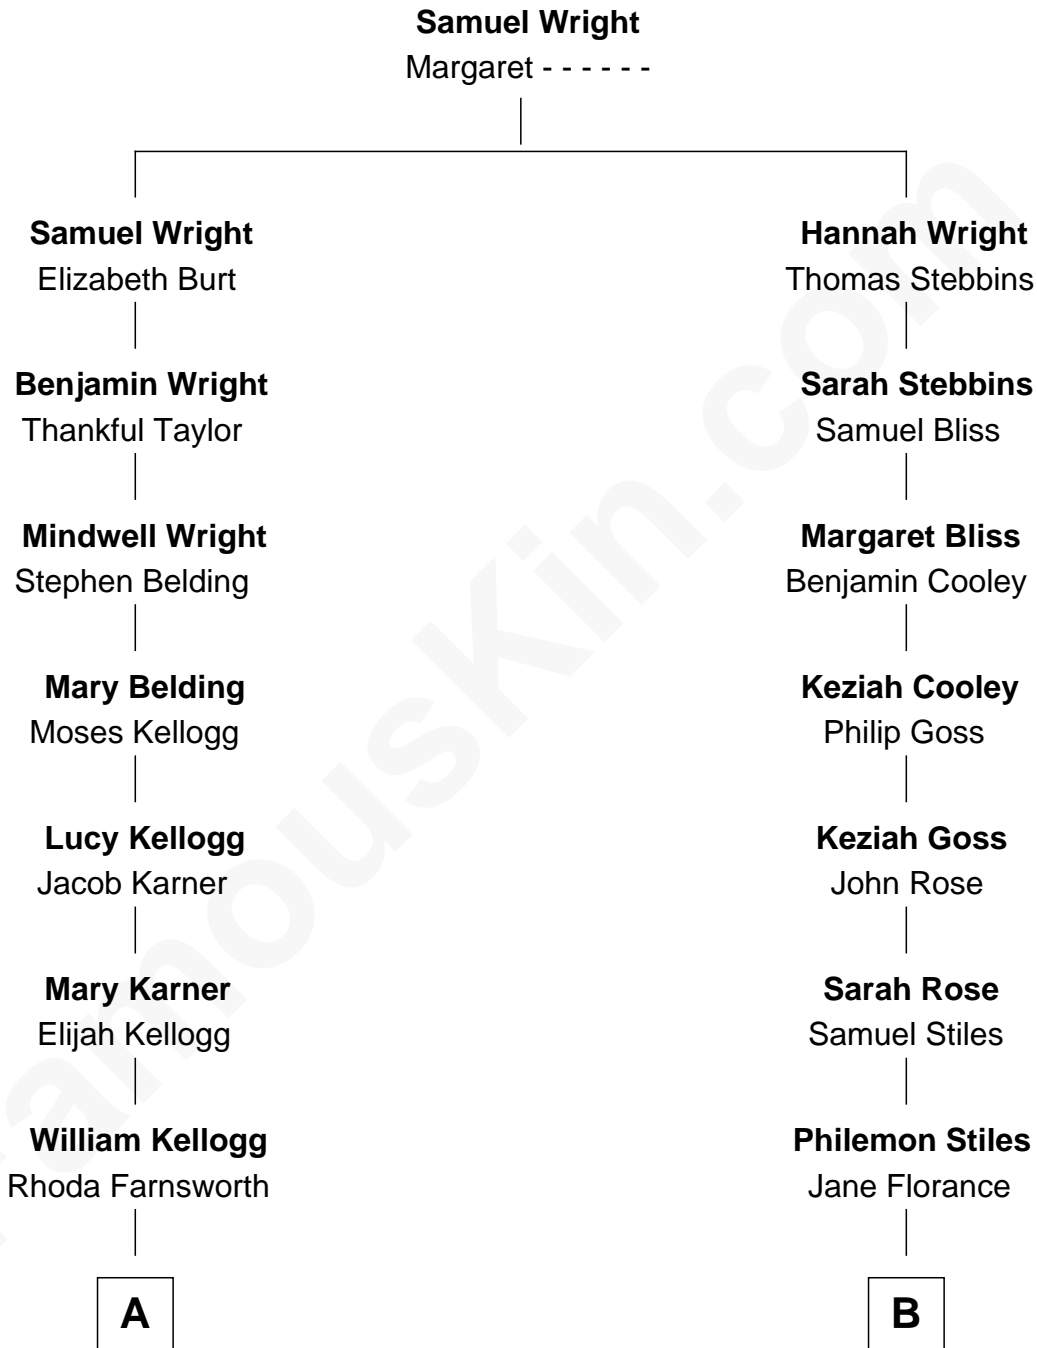 Samuel Wright
Margaret - - - - - -
Samuel Wright
Elizabeth Burt
Hannah Wright
Thomas Stebbins
Benjamin Wright
Thankful Taylor
Sarah Stebbins
Samuel Bliss
Mindwell Wright
Stephen Belding
Margaret Bliss
Benjamin Cooley
Mary Belding
Moses Kellogg
Keziah Cooley
Philip Goss
Lucy Kellogg
Jacob Karner
Keziah Goss
John Rose
Mary Karner
Elijah Kellogg
Sarah Rose
Samuel Stiles
William Kellogg
Rhoda Farnsworth
Philemon Stiles
Jane Florance
A
B
FamousKin.com